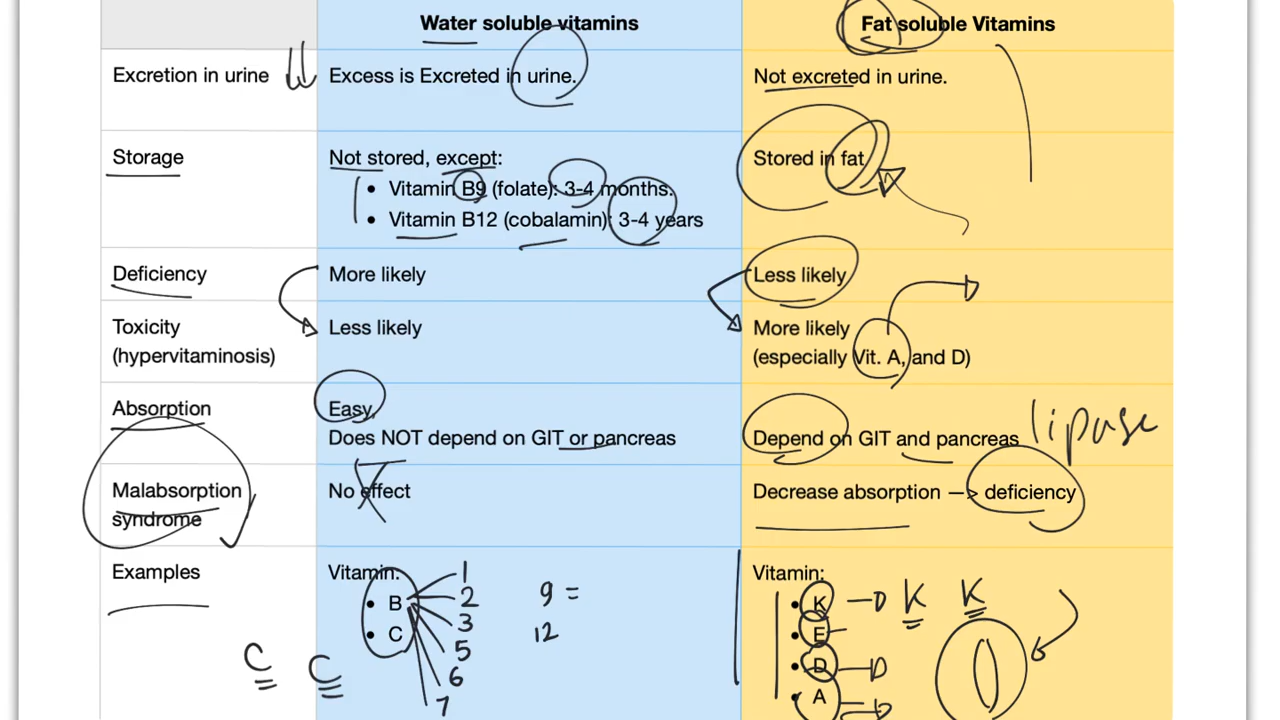 Water soluble vitamins
Fat soluble Vitamins
Excretion in urine
Excess is Excreted in urine.
Not excreted in urine.
Storage
Not stored, except:
• Vitamin B9 (folate): 3-4 months.
• Vitamin B12 (cobalamin): 3-4 years
Stored in fat
Deficiency
More likely
Less likely
Toxicity
(hypervitaminosis)
Less likely
More likely
(especially Vit. A, and D)
Absorption
Easy,
Does NOT depend on GIT or pancreas
Depend on GIT and pancreas
lipase
Malabsorption
syndrome
No effect
Decrease absorption —> deficiency
Examples
Vitamin:
• B
• C
1
2
3
5
6
7
9 =
12
C C
Vitamin:
• K
• E
• D
• A
K K